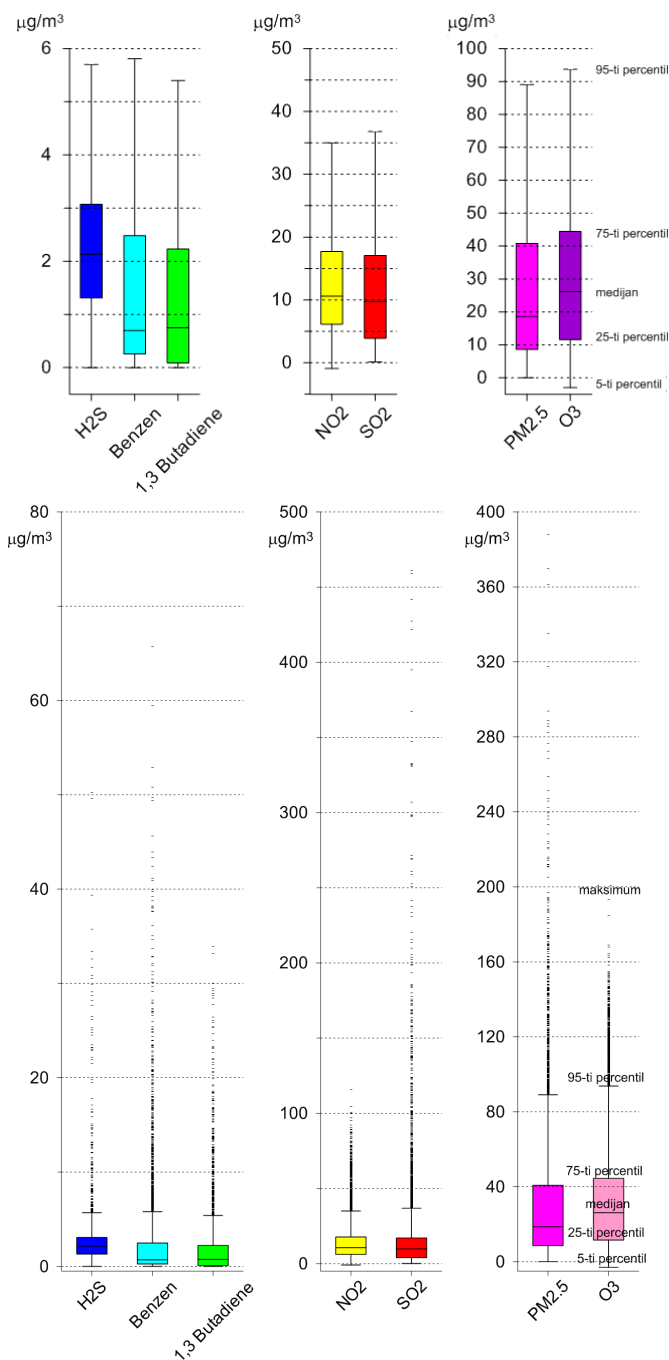 µg/m³
6
4
2
0
H2S
Benzen
1,3 Butadiene
µg/m³
50
40
30
20
10
0
NO2
SO2
µg/m³
100
90
80
70
60
50
40
30
20
10
0
95-ti percentil
75-ti percentil
medijan
25-ti percentil
5-ti percentil
PM2.5
O3
80
µg/m³
60
40
20
0
H2S
Benzen
1,3 Butadiene
500
µg/m³
400
300
200
100
0
NO2
SO2
400
µg/m³
360
320
280
240
200
160
120
80
40
0
maksimum
95-ti percentil
75-ti percentil
medijan
25-ti percentil
5-ti percentil
PM2.5
O3